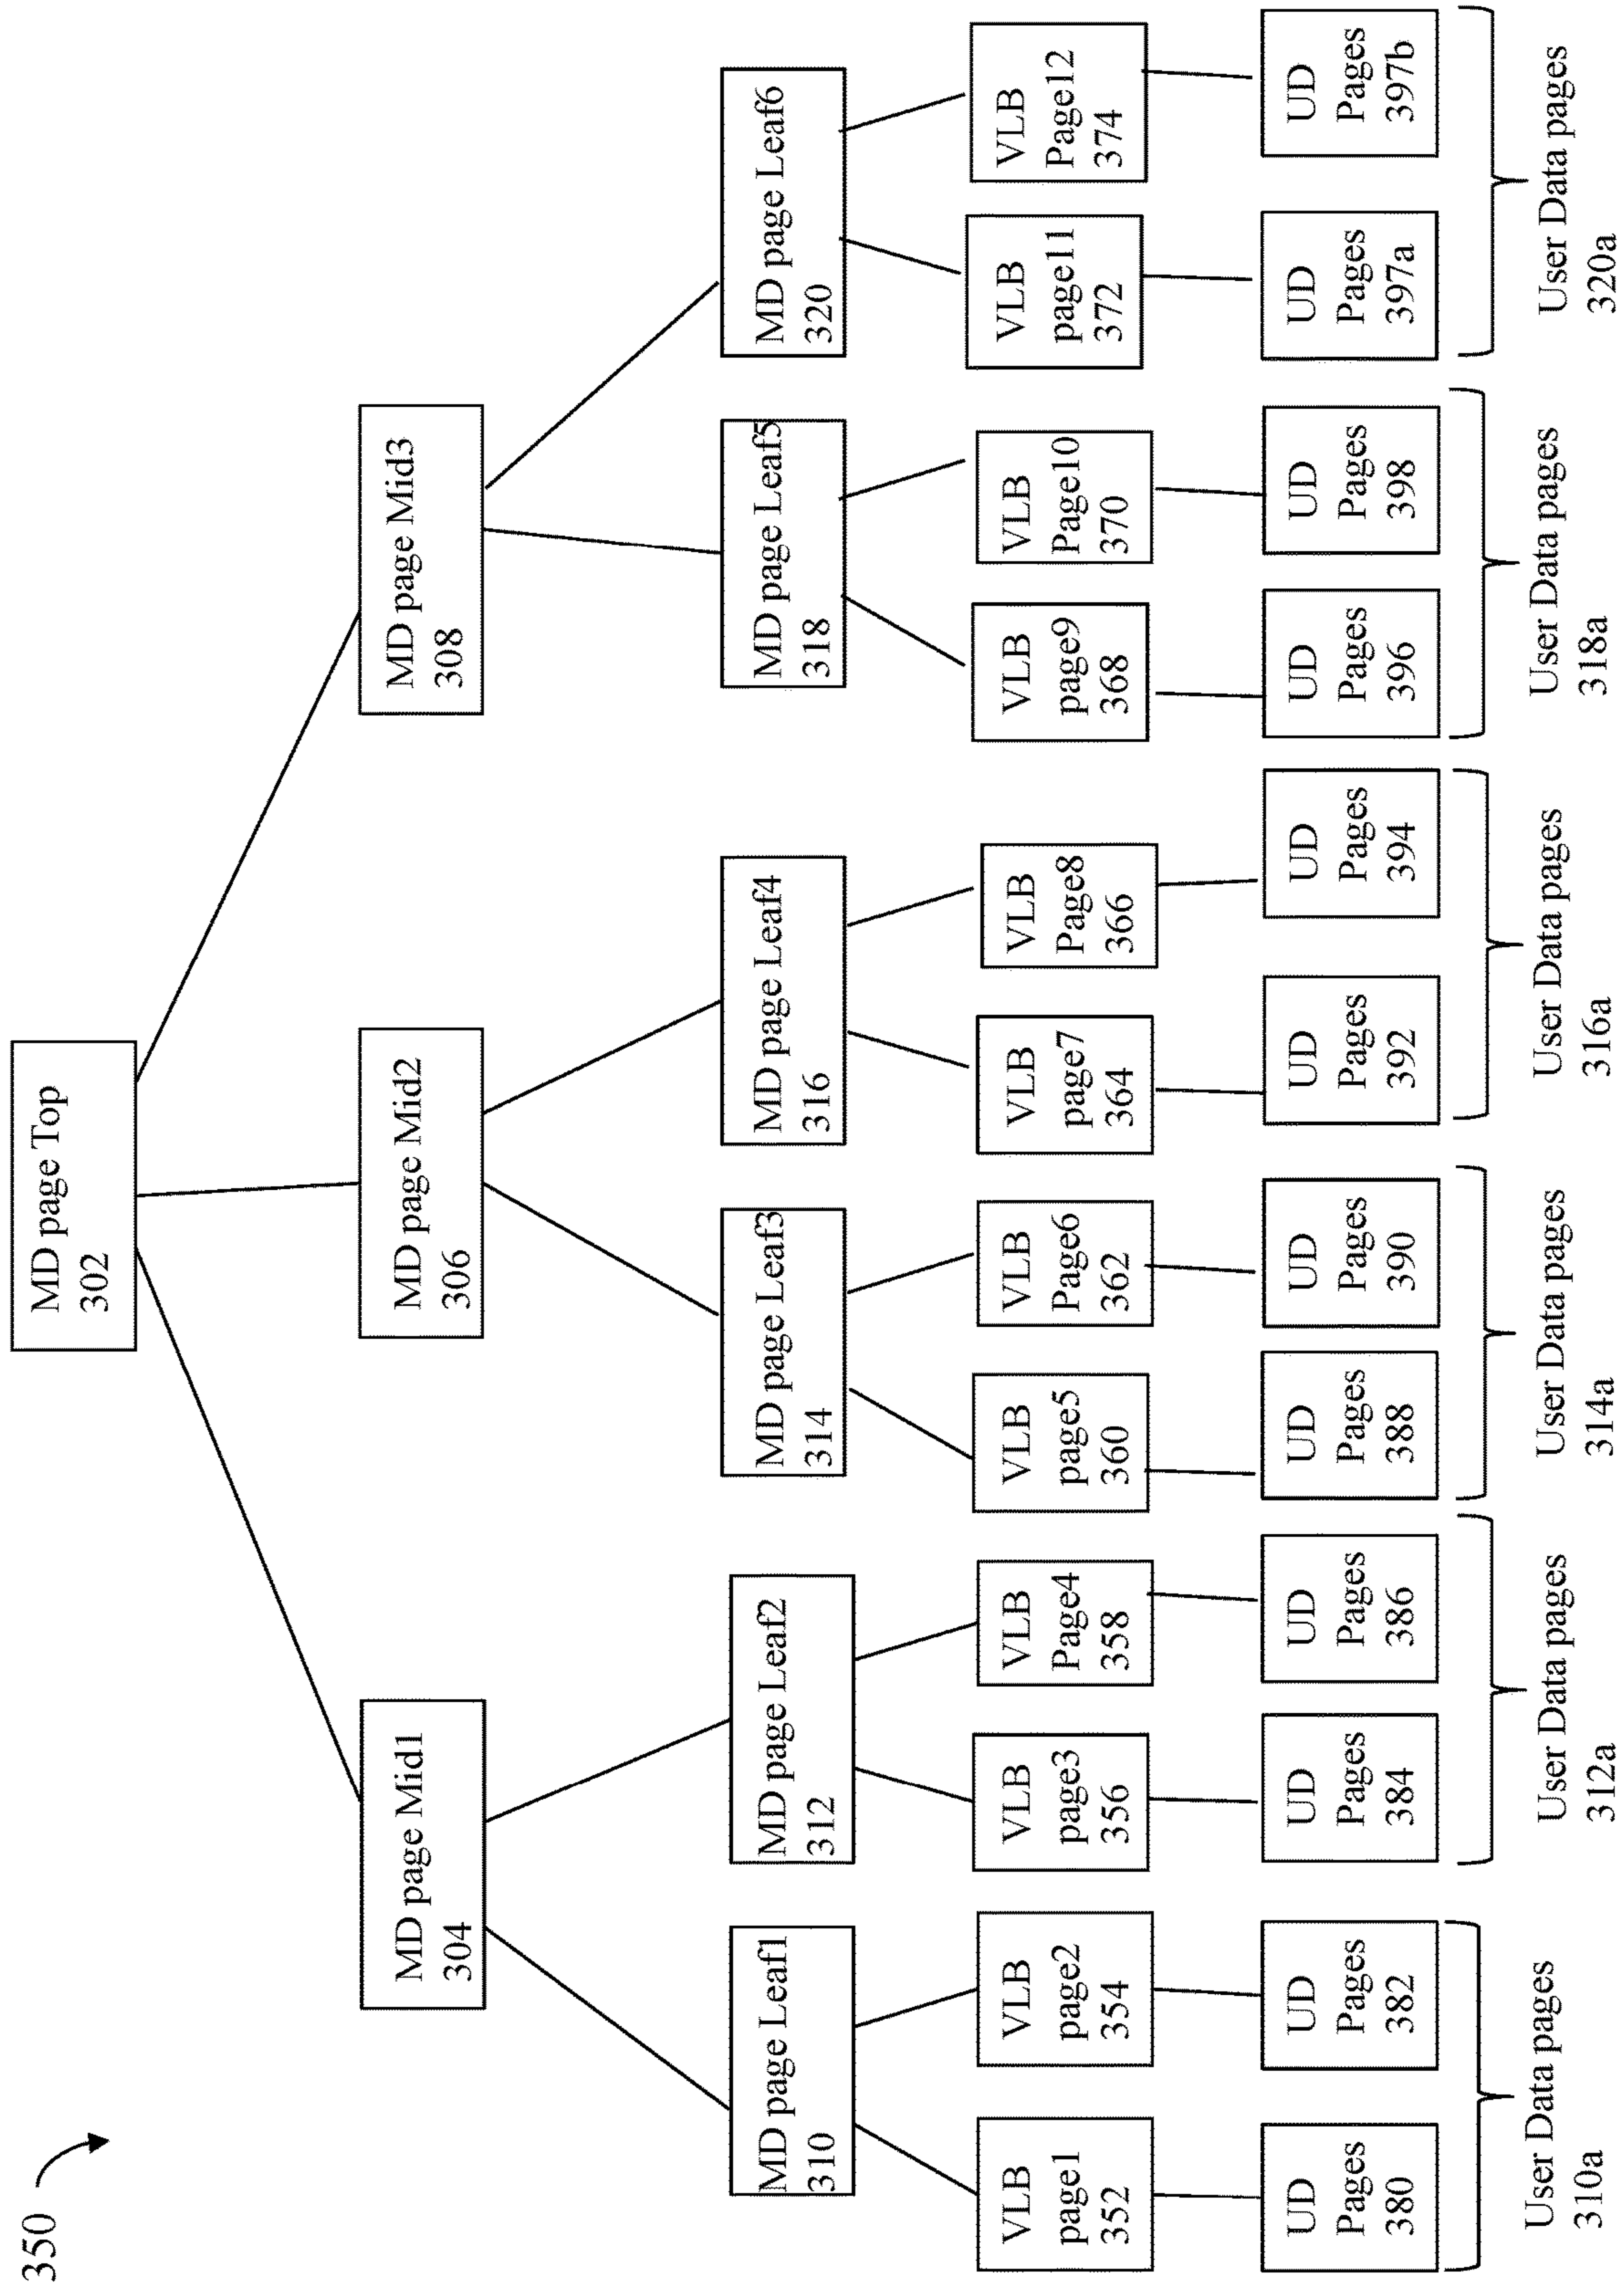 350
MD page Top
302
MD page Mid1
304
MD page Mid2
306
MD page Mid3
308
MD page Leaf1
310
MD page Leaf2
312
MD page Leaf3
314
MD page Leaf4
316
MD page Leaf5
318
MD page Leaf6
320
VLB
page1
352
VLB
page2
354
VLB
page3
356
VLB
Page4
358
VLB
page5
360
VLB
Page6
362
VLB
page7
364
VLB
Page8
366
VLB
page9
368
VLB
Page10
370
VLB
page11
372
VLB
Page12
374
UD
Pages
380
UD
Pages
382
UD
Pages
384
UD
Pages
386
UD
Pages
388
UD
Pages
390
UD
Pages
392
UD
Pages
394
UD
Pages
396
UD
Pages
398
UD
Pages
397a
UD
Pages
397b
User Data pages
310a
User Data pages
312a
User Data pages
314a
User Data pages
316a
User Data pages
318a
User Data pages
320a